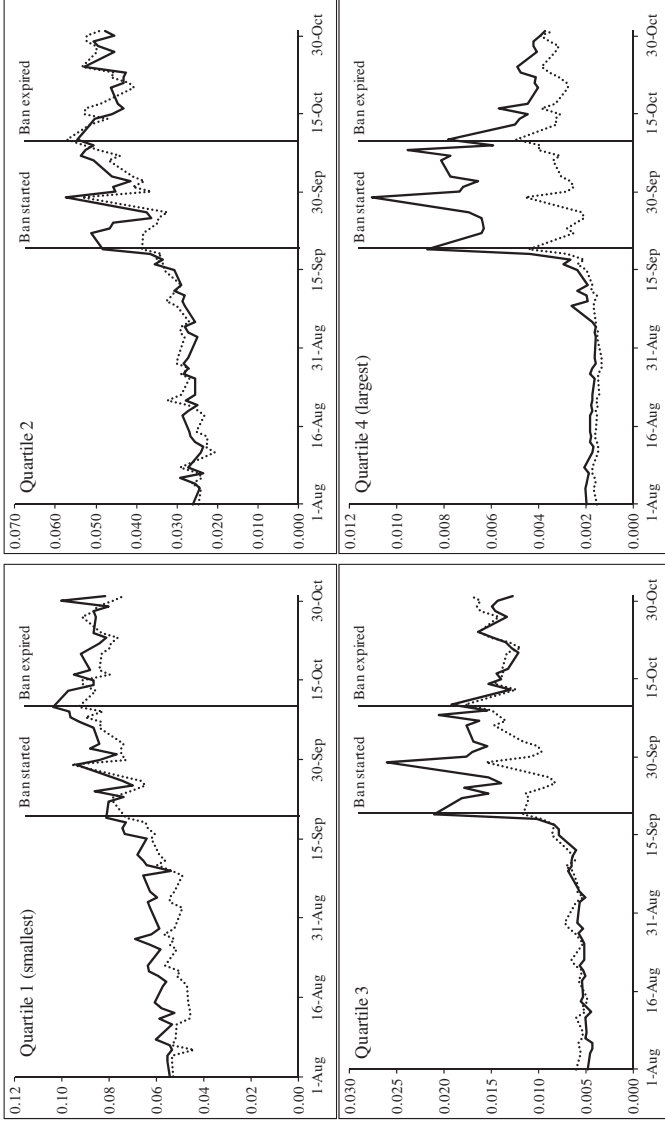 Quartile 1 (smallest)
Ban started
Ban expired
0.12
0.10
0.08
0.06
0.04
0.02
0.00
1-Aug
16-Aug
31-Aug
15-Sep
30-Sep
15-Oct
30-Oct
Quartile 2
Ban started
Ban expired
0.070
0.060
0.050
0.040
0.030
0.020
0.010
0.000
1-Aug
16-Aug
31-Aug
15-Sep
30-Sep
15-Oct
30-Oct
Quartile 3
Ban started
Ban expired
0.030
0.025
0.020
0.015
0.010
0.005
0.000
1-Aug
16-Aug
31-Aug
15-Sep
30-Sep
15-Oct
30-Oct
Quartile 4 (largest)
Ban started
Ban expired
0.012
0.010
0.008
0.006
0.004
0.002
0.000
1-Aug
16-Aug
31-Aug
15-Sep
30-Sep
15-Oct
30-Oct